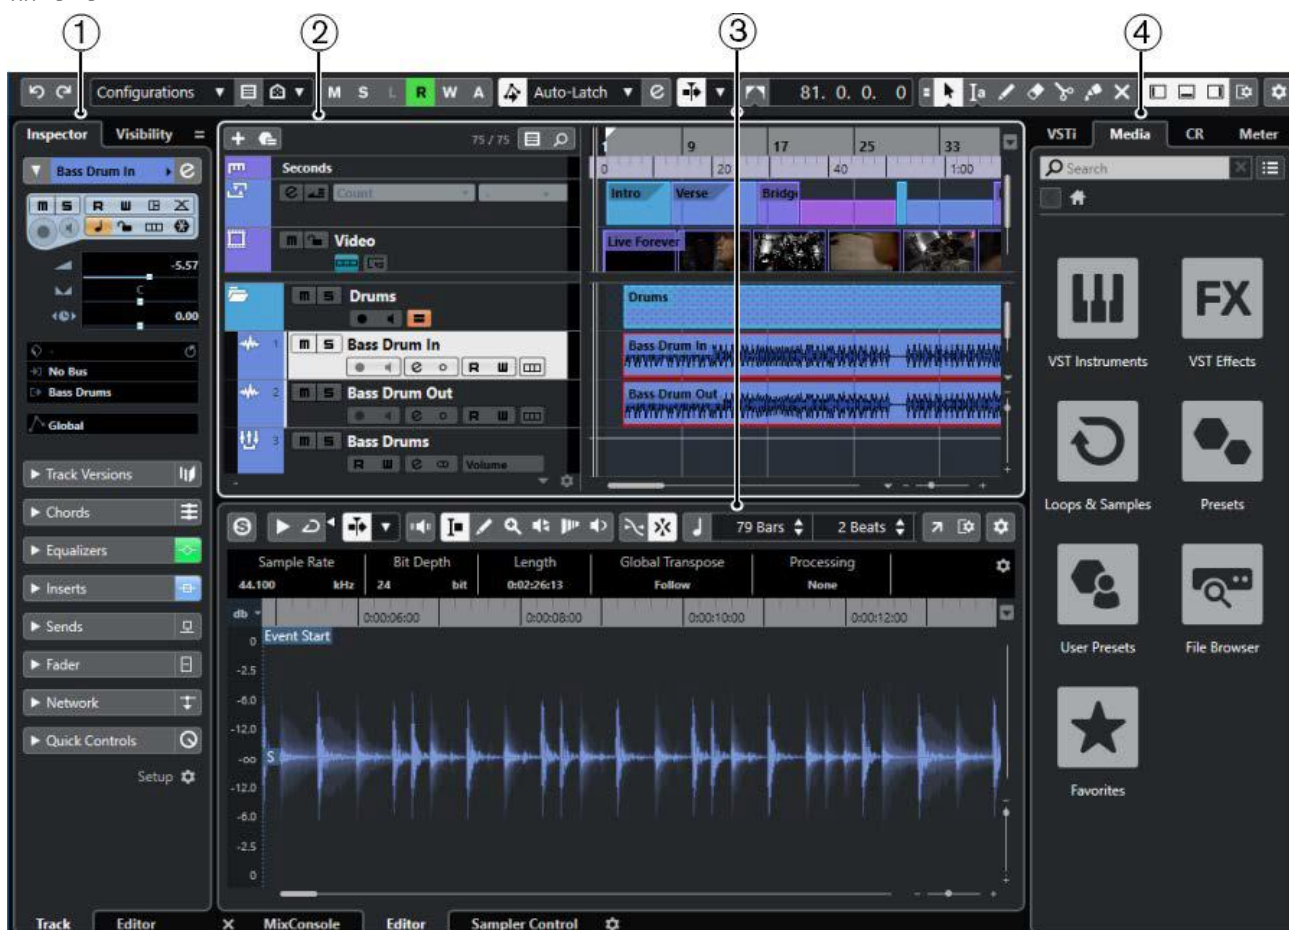 1 2 3 4
Configurations M S L R W A Auto-Latch 81. 0. 0. 0
Inspector Visibility
Bass Drum In
m S R W
-5.57
C
0.00
No Bus
Bass Drums
Global
Track Versions
Chords
Equalizers
Inserts
Sends
Fader
Network
Quick Controls
Setup
Track Editor
75 / 75
Seconds
Count
m Video
m S Drums
1 m S Bass Drum In
e R W
2 m S Bass Drum Out
e R W
3 m S Bass Drums
R W e Volume
1 9 17 25 33
0 20 40 1:00
Intro Verse Bridge
Live Forever
Drums
Bass Drum In
Bass Drum Out
79 Bars 2 Beats
Sample Rate Bit Depth Length Global Transpose Processing
44.100 kHz 24 bit 0:02:26:13 Follow None
db 0:00:06:00 0:00:08:00 0:00:10:00 0:00:12:00
Event Start
0
-2.5
-6.0
-12.0
-oo S
-12.0
-6.0
-2.5
0
MixConsole Editor Sampler Control
VSTi Media CR Meter
Search
FX
VST Instruments VST Effects
Loops & Samples Presets
User Presets File Browser
Favorites